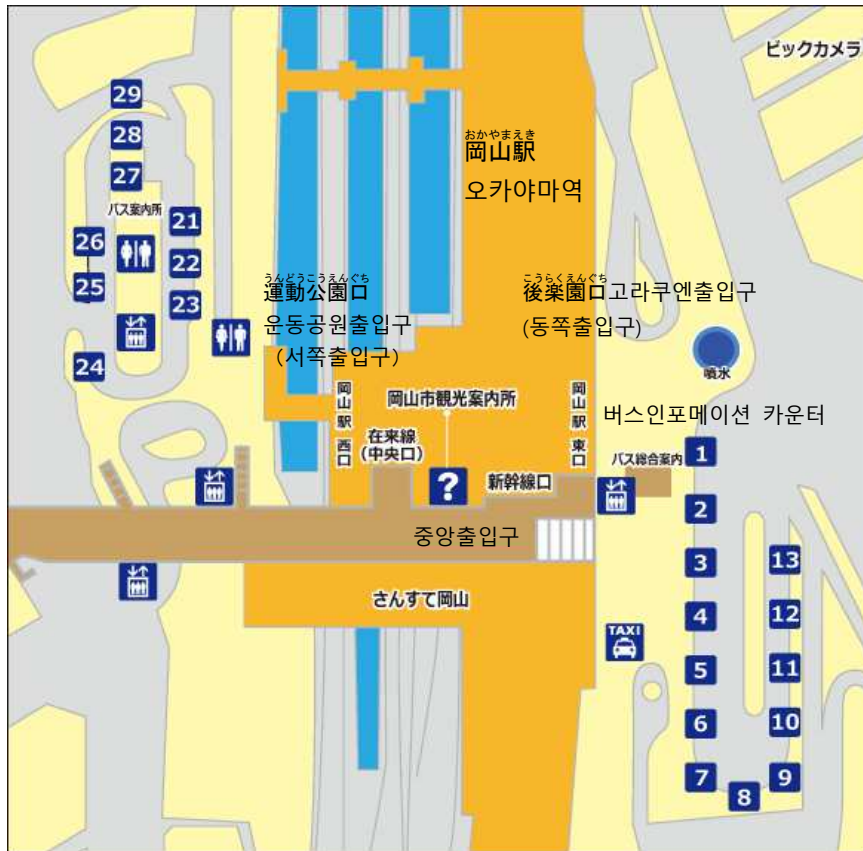 ビックカメラ
おかやまえき
岡山駅
오카야마역
29
28
27
バス案内所
26
25
24
21
22
23
うんどうこうえんぐち
運動公園口
운동공원출입구
(서쪽출입구)
こうらくえんぐち
後楽園口고라쿠엔출입구
(동쪽출입구)
噴水
岡山駅 西口
岡山市観光案内所
在来線
(中央口)
?
新幹線口
岡山駅 東口
버스인포메이션 카운터
バス総合案内
중앙출입구
さんすて岡山
TAXI
1
2
3
4
5
6
7
8
9
10
11
12
13